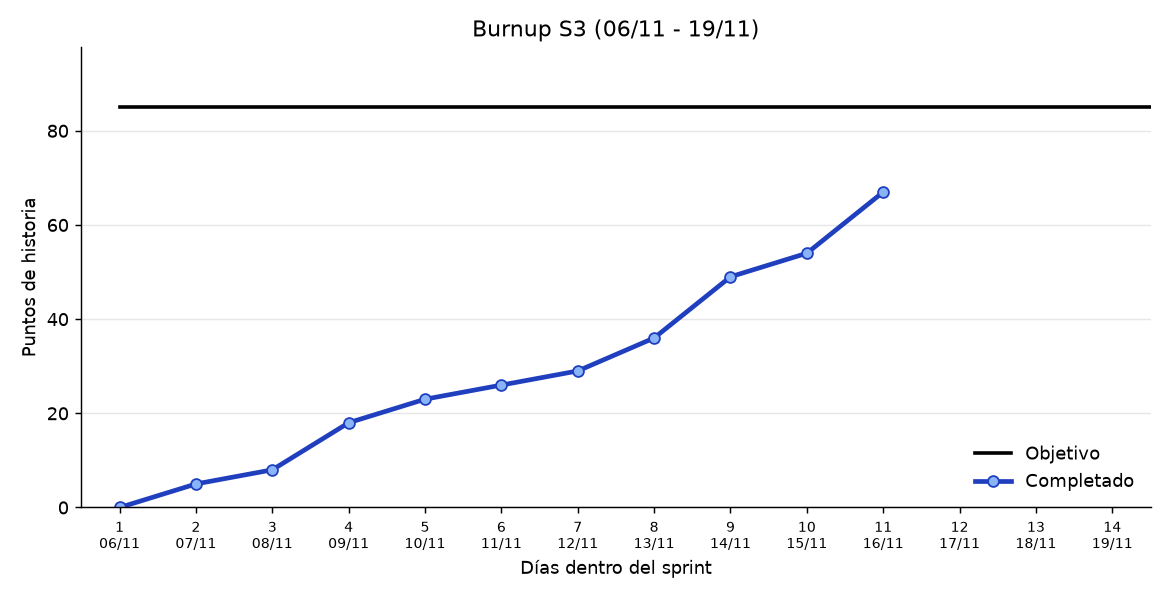 Burnup S3 (06/11 - 19/11)
Puntos de historia
80
60
40
20
0
Objetivo
Completado
1 2 3 4 5 6 7 8 9 10 11 12 13 14
06/11 07/11 08/11 09/11 10/11 11/11 12/11 13/11 14/11 15/11 16/11 17/11 18/11 19/11
Días dentro del sprint